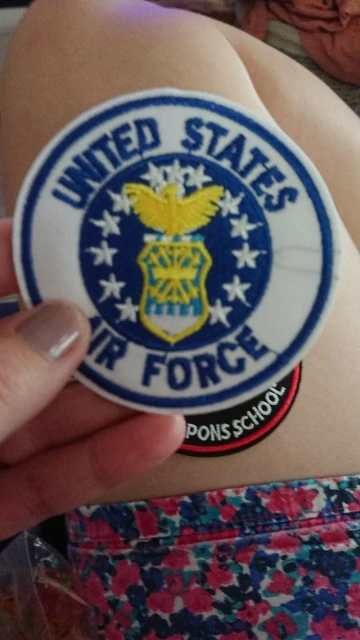 UNITED STATES
IR FORCE
PONS SCHOOL